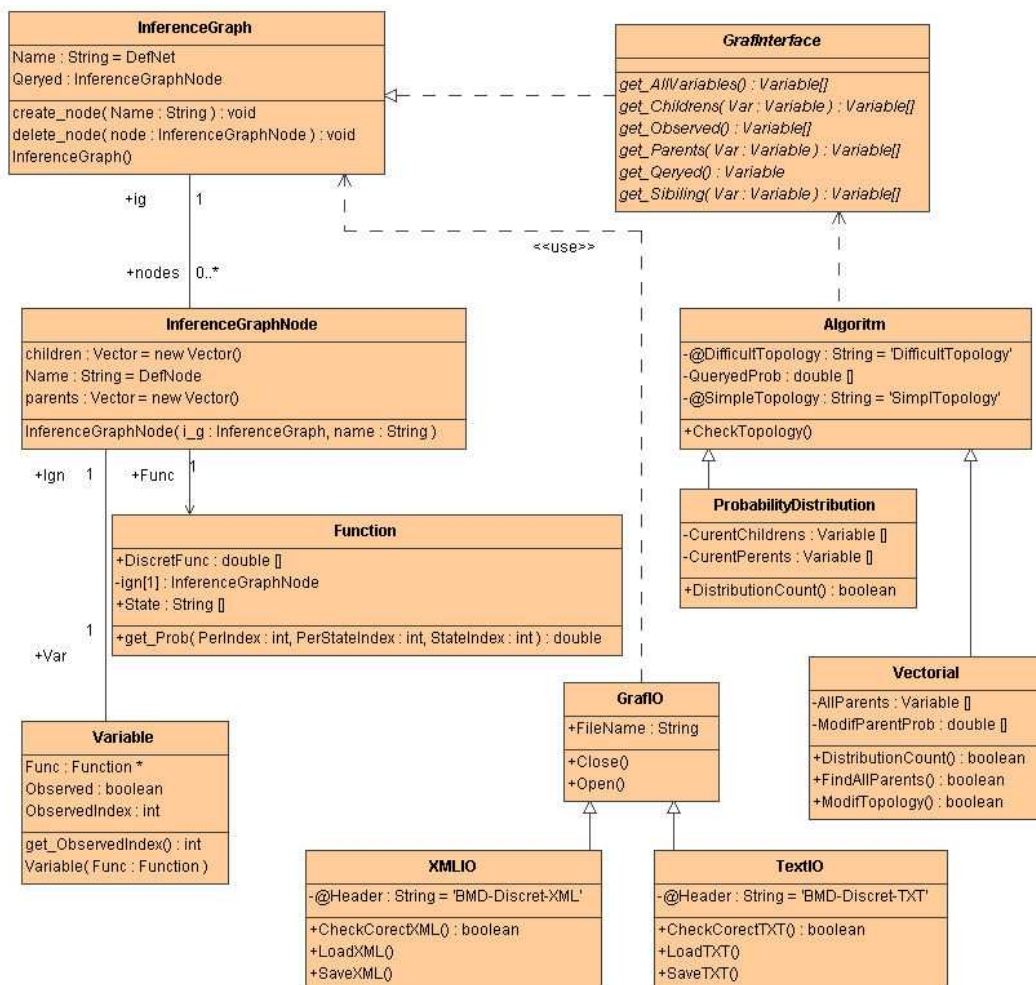 InferenceGraph
Name : String = DefNet
Qeryed : InferenceGraphNode
create_node( Name : String ) : void
delete_node( node : InferenceGraphNode ) : void
InferenceGraph()
GrafInterface
get_AllVariables() : Variable[]
get_Childrens( Var : Variable ) : Variable[]
get_Observed() : Variable[]
get_Parents( Var : Variable ) : Variable[]
get_Qeryed() : Variable
get_Sibiling( Var : Variable ) : Variable[]
+ig 1
<<use>>
+nodes 0..*
InferenceGraphNode
children : Vector = new Vector()
Name : String = DefNode
parents : Vector = new Vector()
InferenceGraphNode( i_g : InferenceGraph, name : String )
Algoritm
-@DifficultTopology : String = 'DifficultTopology'
-QueryedProb : double []
-@SimpleTopology : String = 'SimplTopology'
+CheckTopology()
+Ign 1
+Func 1
ProbabilityDistribution
-CurentChildrens : Variable []
-CurentPerents : Variable []
+DistributionCount() : boolean
Function
+DiscretFunc : double []
-ign[1] : InferenceGraphNode
+State : String []
+get_Prob( PerIndex : int, PerStateIndex : int, StateIndex : int ) : double
1
+Var
Vectorial
-AllParents : Variable []
-ModifParentProb : double []
+DistributionCount() : boolean
+FindAllParents() : boolean
+ModifTopology() : boolean
GrafIO
+FileName : String
+Close()
+Open()
Variable
Func : Function *
Observed : boolean
ObservedIndex : int
get_ObservedIndex() : int
Variable( Func : Function )
XMLIO
-@Header : String = 'BMD-Discret-XML'
+CheckCorectXML() : boolean
+LoadXML()
+SaveXML()
TextIO
-@Header : String = 'BMD-Discret-TXT'
+CheckCorectTXT() : boolean
+LoadTXT()
+SaveTXT()